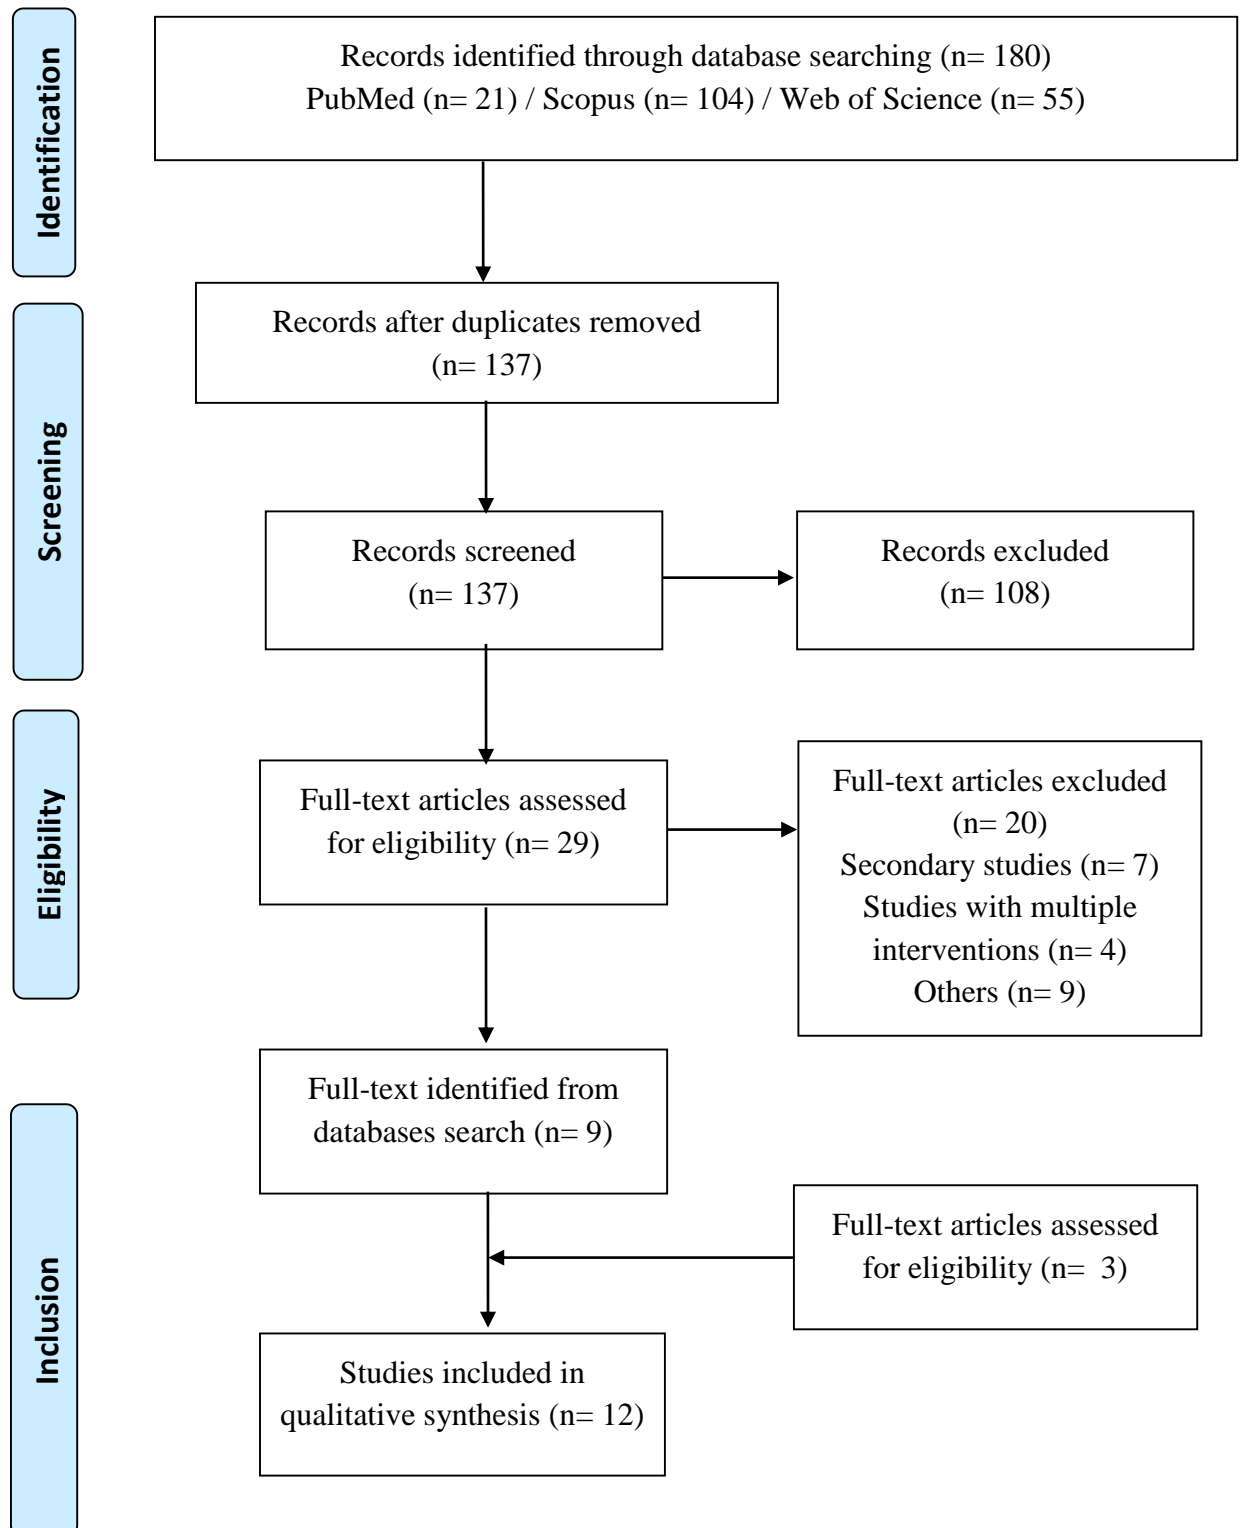 Identification
Records identified through database searching (n= 180)
PubMed (n= 21) / Scopus (n= 104) / Web of Science (n= 55)
Records after duplicates removed
(n= 137)
Screening
Records screened
(n= 137)
Records excluded
(n= 108)
Eligibility
Full-text articles assessed
for eligibility (n= 29)
Full-text articles excluded
(n= 20)
Secondary studies (n= 7)
Studies with multiple
interventions (n= 4)
Others (n= 9)
Full-text identified from
databases search (n= 9)
Inclusion
Full-text articles assessed
for eligibility (n=  3)
Studies included in
qualitative synthesis (n= 12)